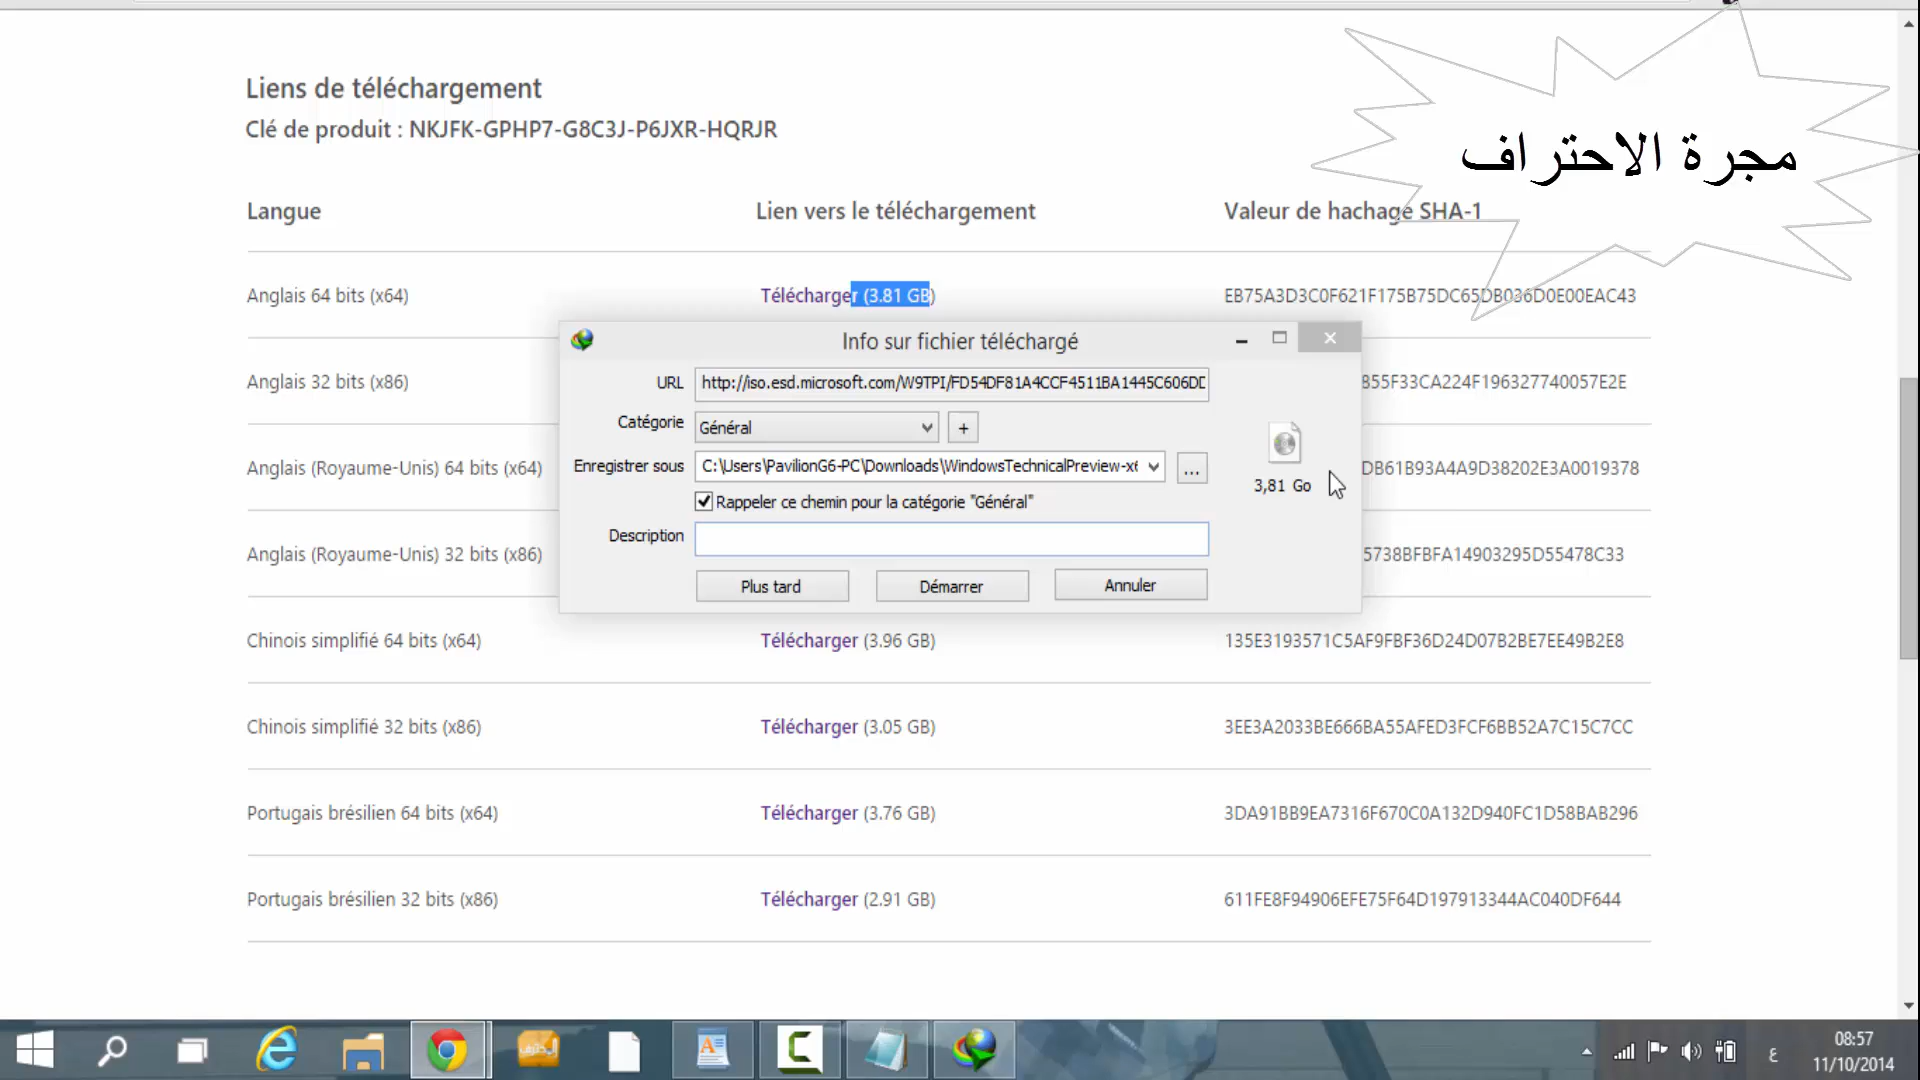 Liens de téléchargement
Clé de produit : NKJFK-GPHP7-G8C3J-P6JXR-HQRJR
مجرة الاحتراف
Langue
Lien vers le téléchargement
Valeur de hachage SHA-1
Anglais 64 bits (x64)
Télécharger (3.81 GB)
EB75A3D3C0F621F175B75DC65DB036D0E00EAC43
Info sur fichier téléchargé
URL
http://iso.esd.microsoft.com/W9TPI/FD54DF81A4CCF4511BA1445C606DD
Anglais 32 bits (x86)
855F33CA224F196327740057E2E
Catégorie
Général
+
Enregistrer sous
C:\Users\PavilionG6-PC\Downloads\WindowsTechnicalPreview-x6
...
Anglais (Royaume-Uni) 64 bits (x64)
DB61B93A4A9D38202E3A0019378
3,81 Go
Rappeler ce chemin pour la catégorie "Général"
Description
Anglais (Royaume-Unis) 32 bits (x86)
5738BFBFA14903295D55478C33
Plus tard
Démarrer
Annuler
Chinois simplifié 64 bits (x64)
Télécharger (3.96 GB)
135E3193571C5AF9FBF36D24D07B2BE7EE49B2E8
Chinois simplifié 32 bits (x86)
Télécharger (3.05 GB)
3EE3A2033BE666BA55AFED3FCF6BB52A7C15C7CC
Portugais brésilien 64 bits (x64)
Télécharger (3.76 GB)
3DA91BB9EA7316F670C0A132D940FC1D58BAB296
Portugais brésilien 32 bits (x86)
Télécharger (2.91 GB)
611FE8F94906EFE75F64D197913344AC040DF644
ع
08:57
11/10/2014